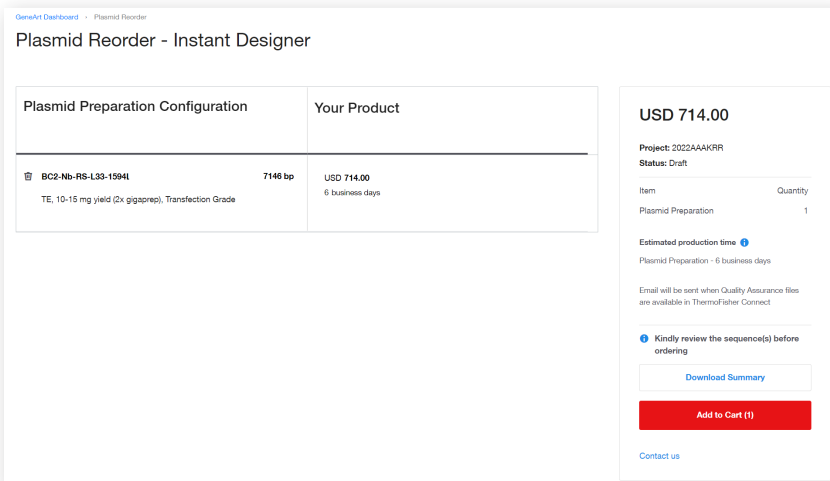 GeneArt Dashboard › Plasmid Reorder
Plasmid Reorder - Instant Designer
Plasmid Preparation Configuration
Your Product
BC2-Nb-RS-L33-1594L 7146 bp
TE, 10-15 mg yield (2x gigaprep), Transfection Grade
USD 714.00
6 business days
USD 714.00
Project: 2022AAAKRR
Status: Draft
Item Quantity
Plasmid Preparation 1
Estimated production time
Plasmid Preparation - 6 business days
Email will be sent when Quality Assurance files
are available in ThermoFisher Connect
Kindly review the sequence(s) before
ordering
Download Summary
Add to Cart (1)
Contact us